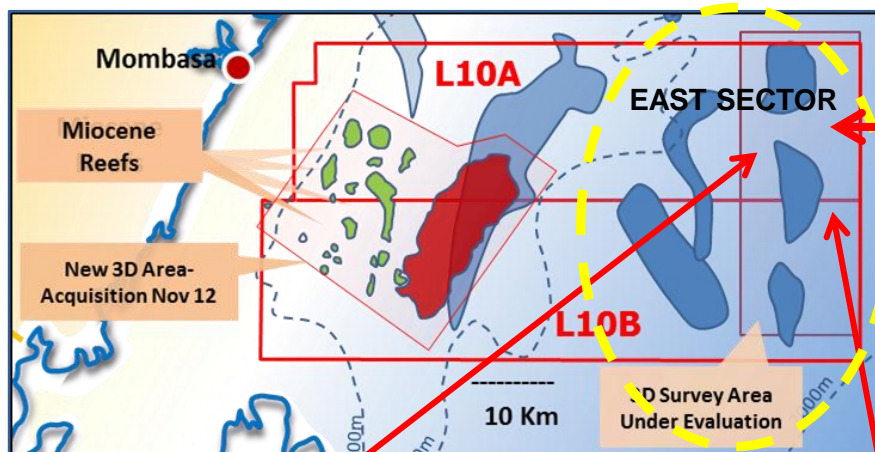 Mombasa
L10A
EAST SECTOR
Miocene
Reefs
New 3D Area-
Acquisition Nov 12
L10B
3D Survey Area
Under Evaluation
10 Km